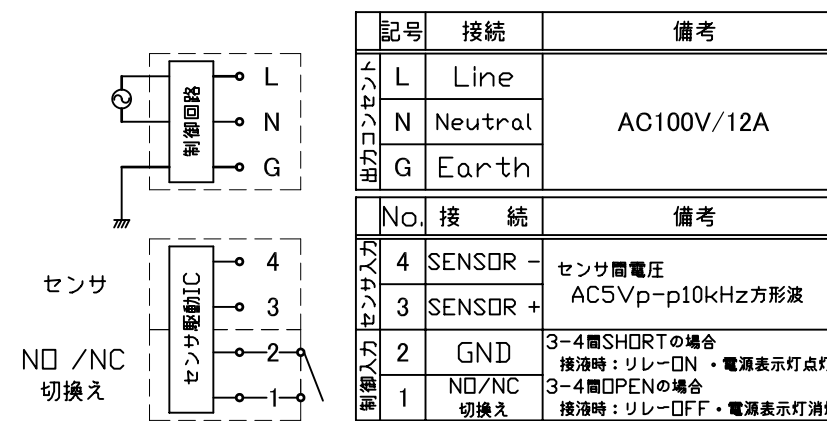 制御回路
L
N
G
センサ
NO /NC
切換え
センサ駆動IC
4
3
2
1
記号 接続 備考
出力コンセント
L Line
N Neutral
G Earth
AC100V/12A
No. 接 続 備考
センサ入力
4 SENSOR -
3 SENSOR +
センサ間電圧
AC5Vp-p10kHz方形波
制御入力
2 GND
1 NO/NC
切換え
3-4間SHORTの場合
接液時：リレーON ・電源表示灯点灯
3-4間OPENの場合
接液時：リレーOFF・電源表示灯消